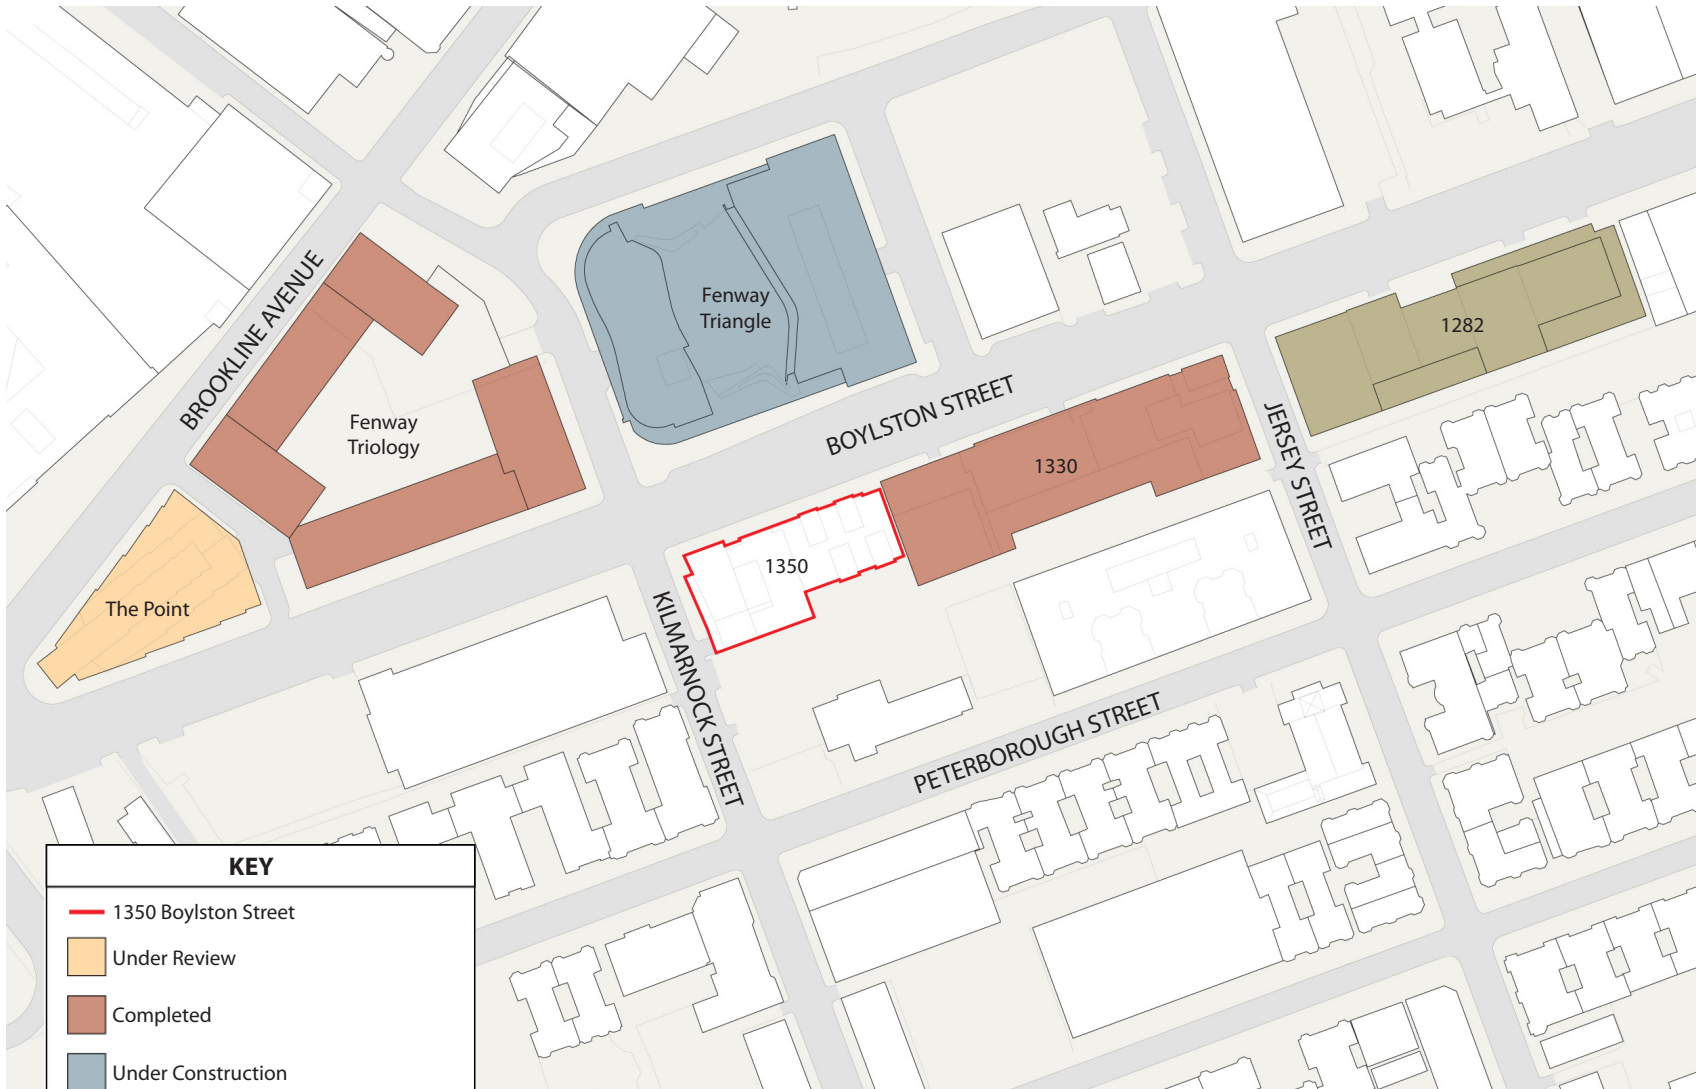 BROOKLINE AVENUE
Fenway
Triangle
1282
Fenway
Triology
BOYLSTON STREET
JERSEY STREET
1330
1350
The Point
KILMARNOCK STREET
PETERBOROUGH STREET
KEY
1350 Boylston Street
Under Review
Completed
Under Construction